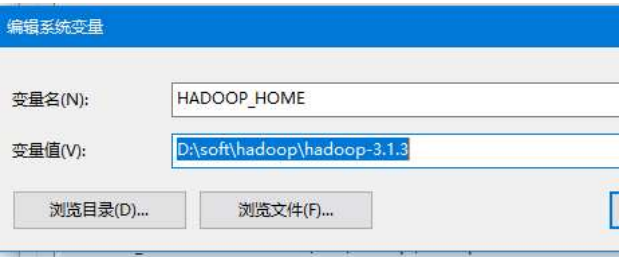 编辑系统变量
变量名(N):
HADOOP_HOME
变量值(V):
D:\soft\hadoop\hadoop-3.1.3
浏览目录(D)...
浏览文件(F)...